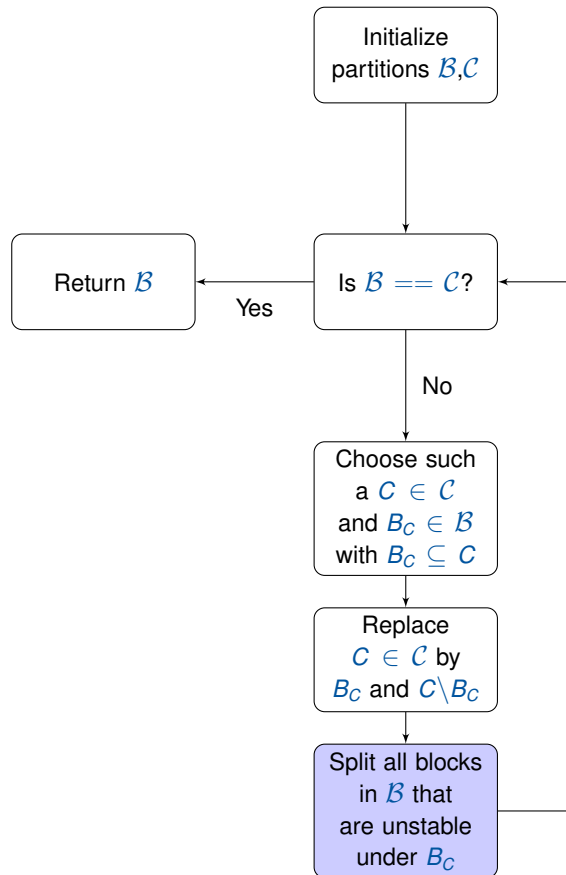 Initialize
partitions ℬ,𝒞
Return ℬ
Is ℬ == 𝒞?
Yes
No
Choose such
a C ∈ 𝒞
and B_C ∈ ℬ
with B_C ⊆ C
Replace
C ∈ 𝒞 by
B_C and C\B_C
Split all blocks
in ℬ that
are unstable
under B_C